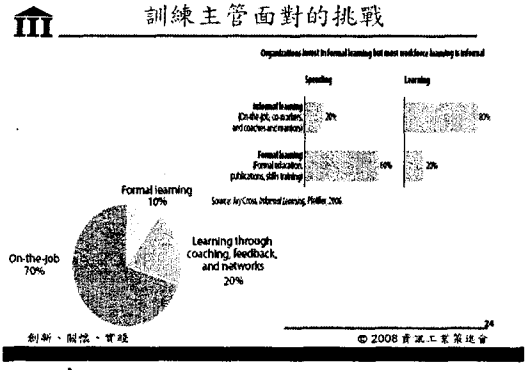 訓練主管面對的挑戰
Organizations invest in formal learning but most workforce learning is informal
Spending
Learning
Informal learning
(On-the-job, co-workers,
and coaches and mentors)
20%
80%
Formal learning
(Formal education,
publications, skills training)
80%
20%
Source: Jay Cross, Informal Learning, Pfeiffer, 2006
Formal learning
10%
On-the-job
70%
Learning through
coaching, feedback,
and networks
20%
24
創新、關懷、實踐
© 2008 資訊工業策進會